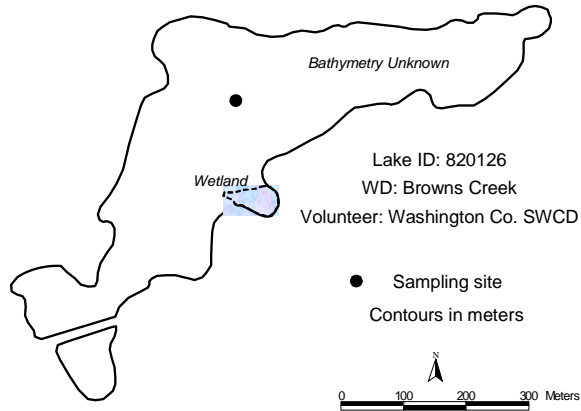 Bathymetry Unknown
Wetland
Lake ID: 820126
WD: Browns Creek
Volunteer: Washington Co. SWCD
Sampling site
Contours in meters
N
0 100 200 300 Meters